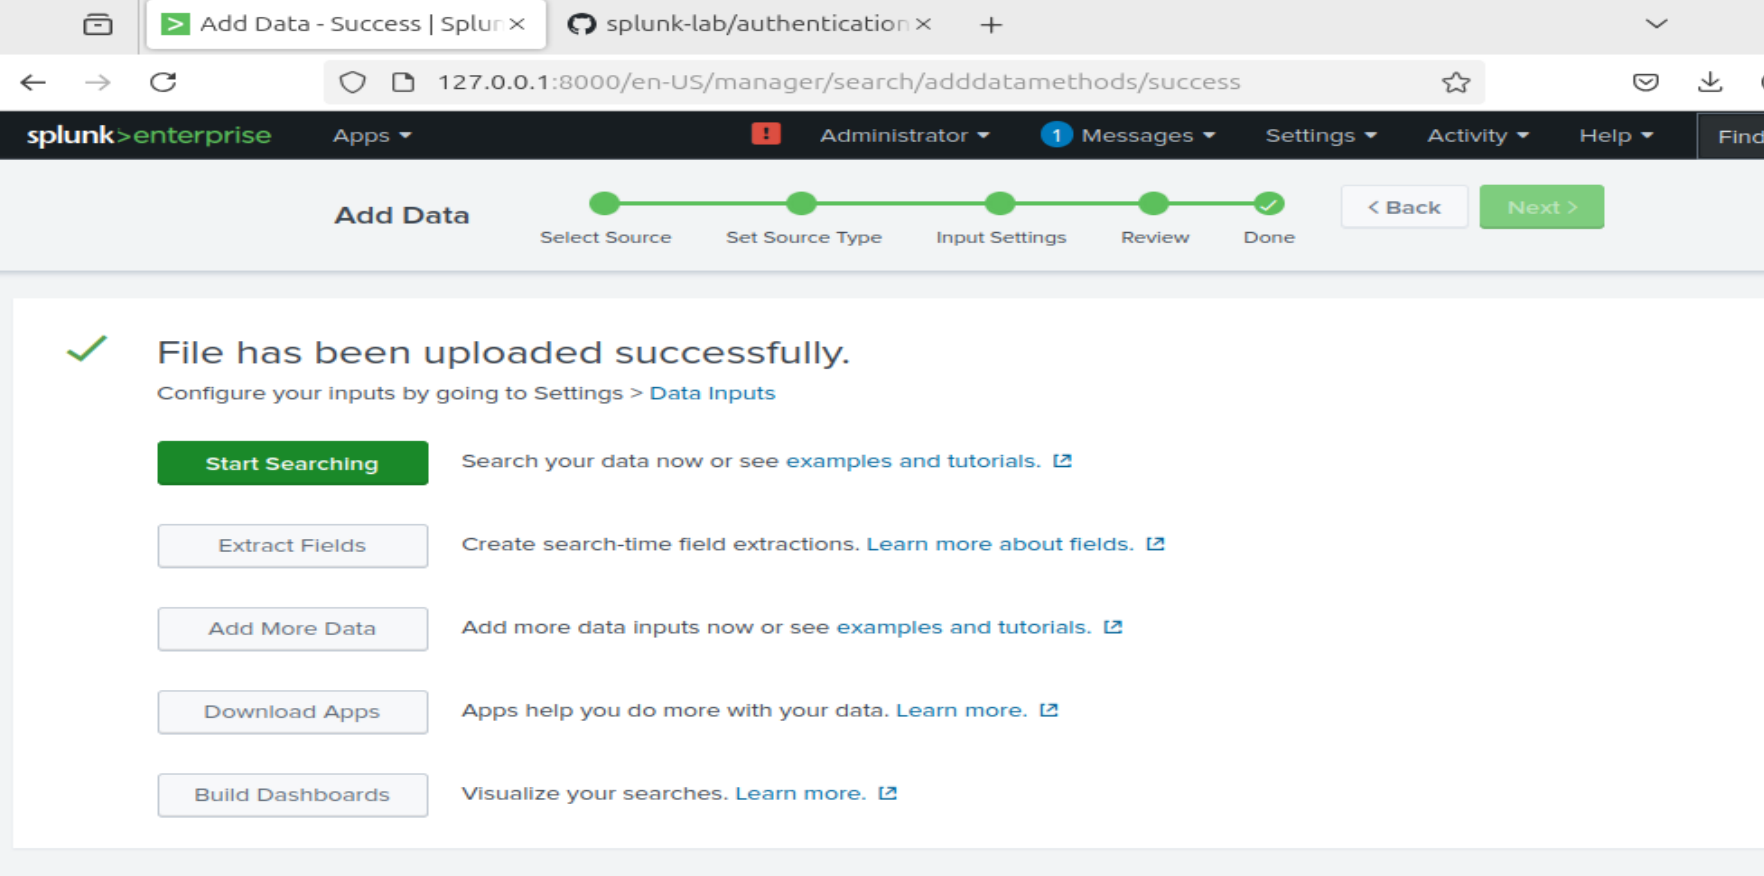 Add Data - Success | Splun
splunk-lab/authentication
127.0.0.1:8000/en-US/manager/search/adddatamethods/success
splunk>enterprise Apps ! Administrator 1 Messages Settings Activity Help Find
Add Data Select Source Set Source Type Input Settings Review Done < Back Next >
File has been uploaded successfully.
Configure your inputs by going to Settings > Data Inputs
Start Searching Search your data now or see examples and tutorials.
Extract Fields Create search-time field extractions. Learn more about fields.
Add More Data Add more data inputs now or see examples and tutorials.
Download Apps Apps help you do more with your data. Learn more.
Build Dashboards Visualize your searches. Learn more.